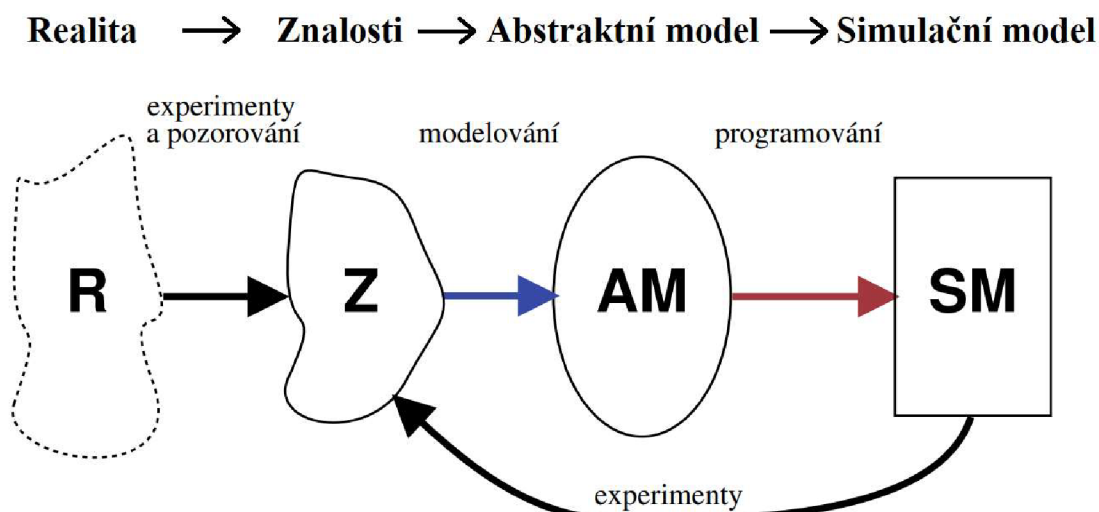 Realita → Znalosti → Abstraktní model → Simulační model
experimenty
a pozorování
modelování
programování
R
Z
AM
SM
experimenty